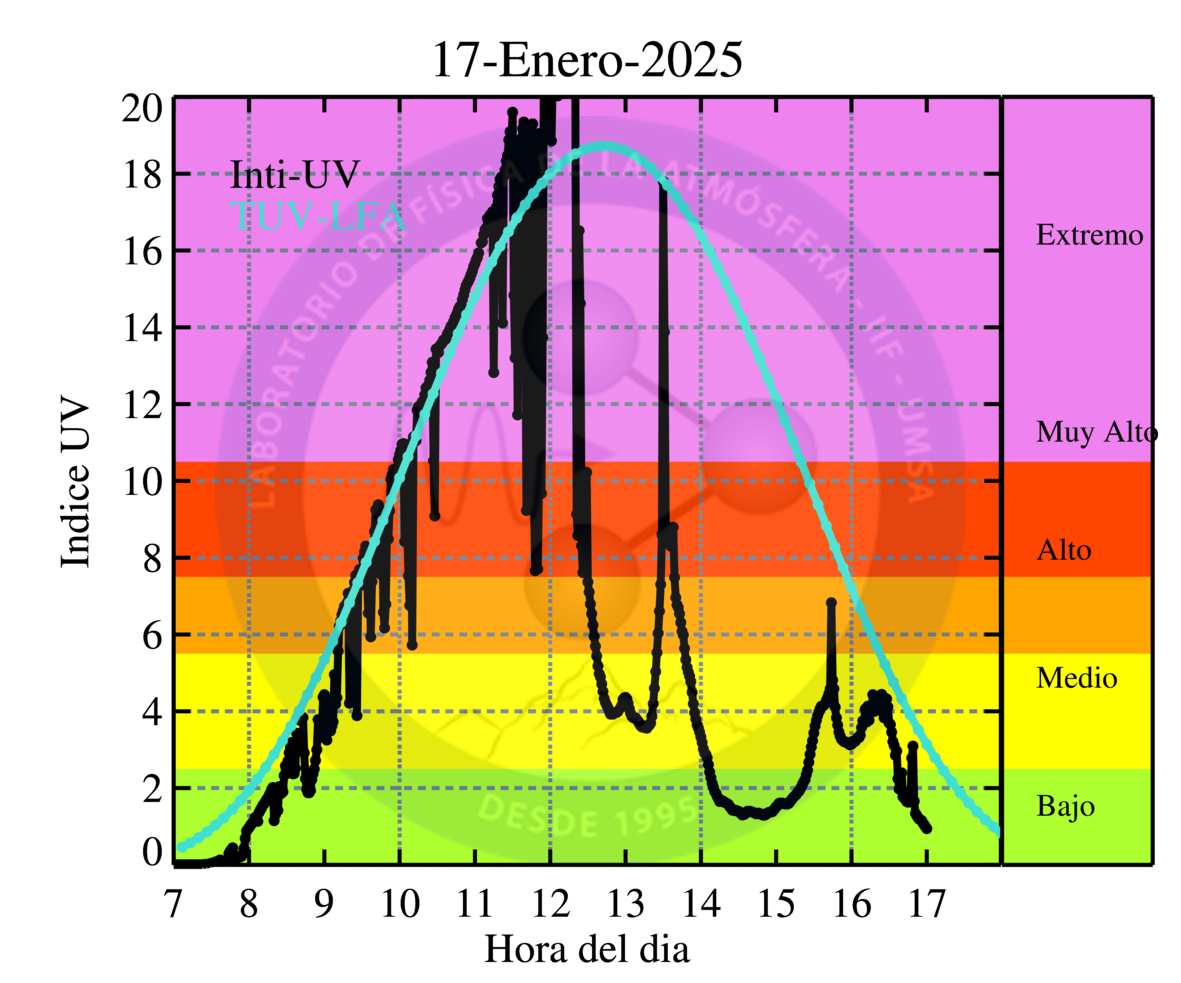 17-Enero-2025
Inti-UV
TUV-LFA
Indice UV
20
18
16
14
12
10
8
6
4
2
0
7 8 9 10 11 12 13 14 15 16 17
Hora del dia
Extremo
Muy Alto
Alto
Medio
Bajo
LABORATORIO DE FÍSICA DE LA ATMÓSFERA - IIF - UMSA
DESDE 1995